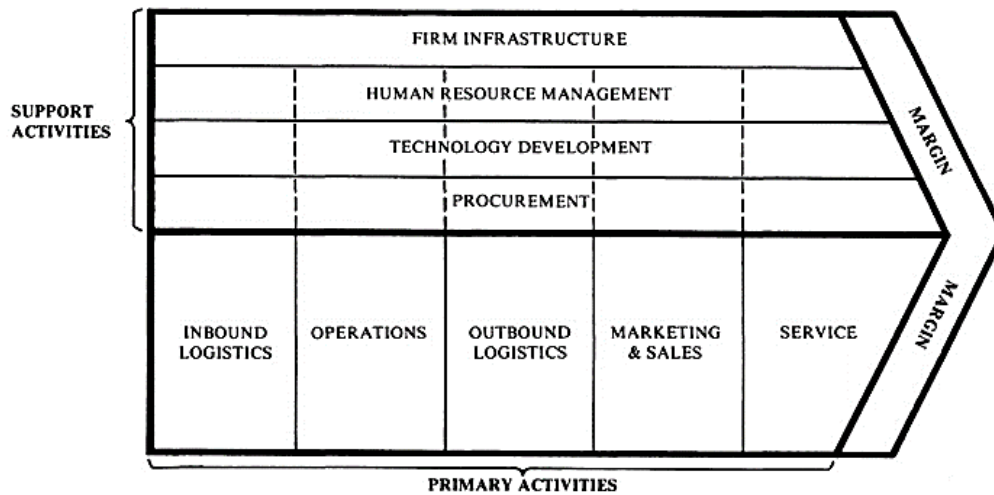 FIRM INFRASTRUCTURE
HUMAN RESOURCE MANAGEMENT
SUPPORT
ACTIVITIES
TECHNOLOGY DEVELOPMENT
PROCUREMENT
MARGIN
MARGIN
INBOUND
LOGISTICS
OPERATIONS
OUTBOUND
LOGISTICS
MARKETING
& SALES
SERVICE
PRIMARY ACTIVITIES